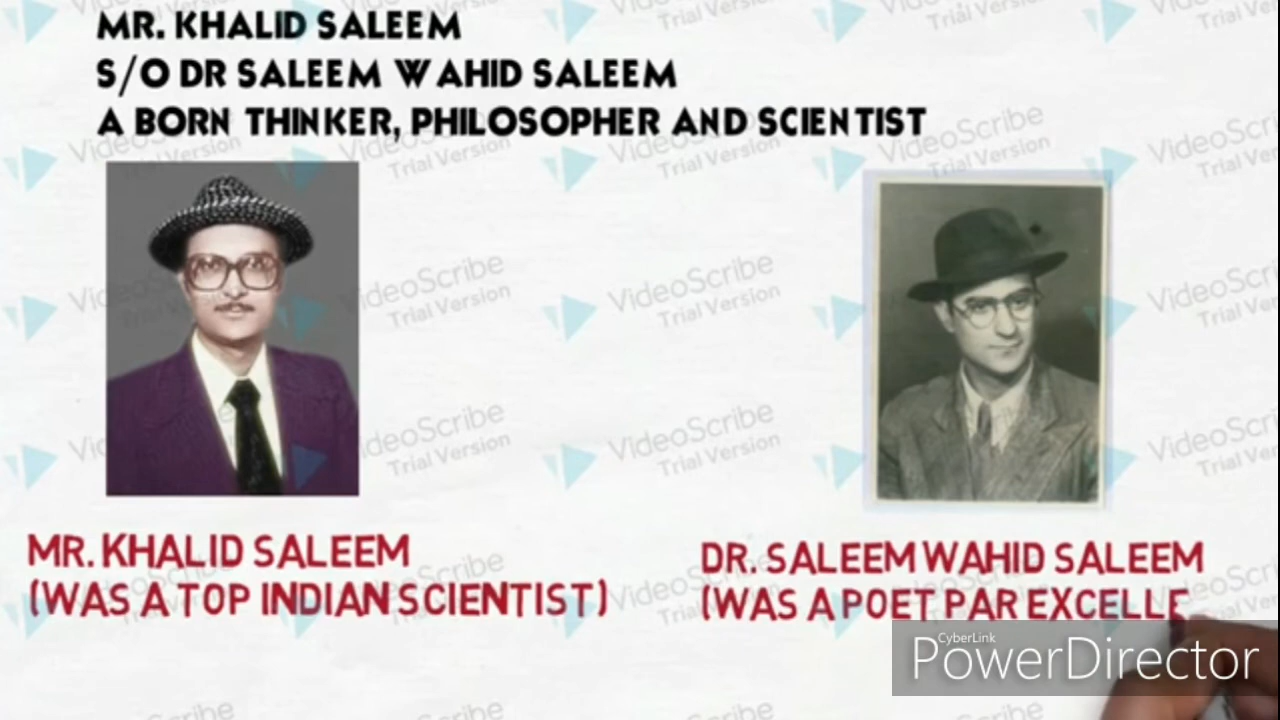 MR. KHALID SALEEM
S/O DR SALEEM WAHID SALEEM
A BORN THINKER, PHILOSOPHER AND SCIENTIST
VideoScribe
Trial Version
MR. KHALID SALEEM
(WAS A TOP INDIAN SCIENTIST)
DR. SALEEM WAHID SALEEM
(WAS A POET PAR EXCELLE
CyberLink
PowerDirector